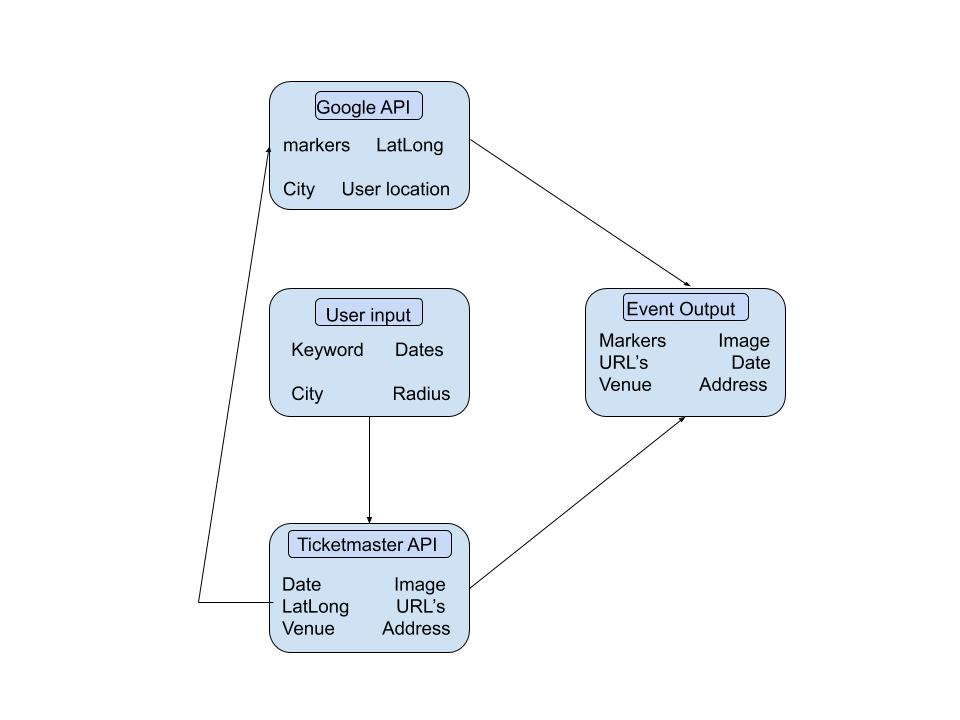 Google API
markers LatLong
City User location
User input
Keyword Dates
City Radius
Event Output
Markers Image
URL’s Date
Venue Address
Ticketmaster API
Date Image
LatLong URL’s
Venue Address